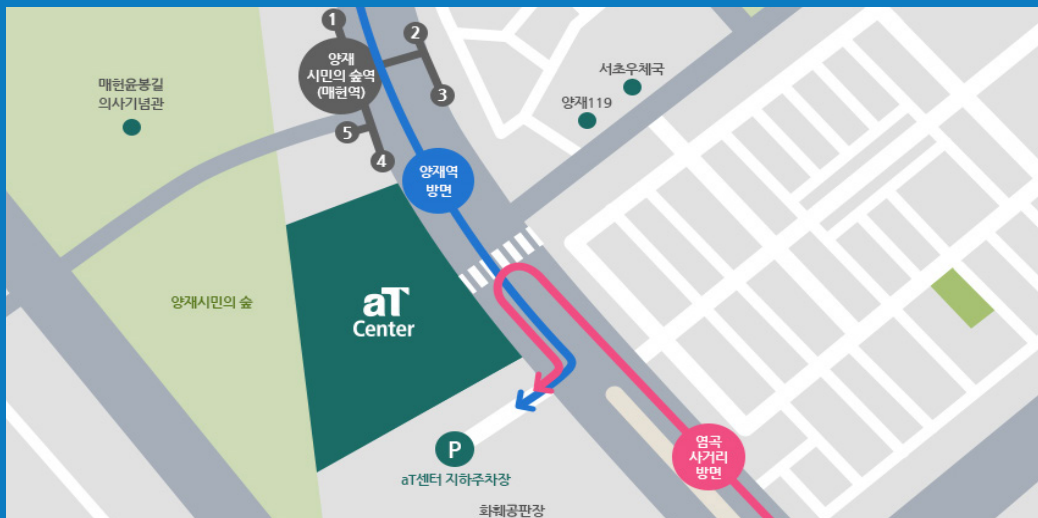 1
2
양재
시민의 숲역
(매헌역)
3
5
4
매헌윤봉길
의사기념관
서초우체국
양재119
양재역
방면
양재시민의 숲
aT
Center
염곡
사거리
방면
P
aT센터 지하주차장
화훼공판장